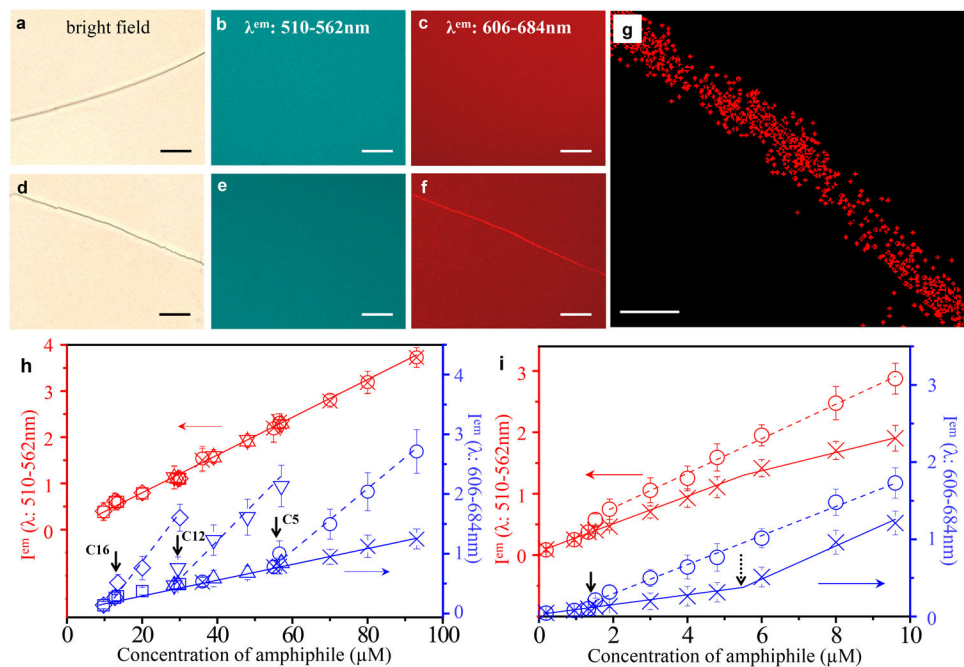 a bright field
b λᵉᵐ: 510-562nm
c λᵉᵐ: 606-684nm
g
d
e
f
h
4
3
2
1
0
Iᵉᵐ (λ: 510-562nm)
C16
C12
C5
4
3
2
1
0
Iᵉᵐ (λ: 606-684nm)
0 20 40 60 80 100
Concentration of amphiphile (µM)
i
3
2
1
0
Iᵉᵐ (λ: 510-562nm)
3
2
1
0
Iᵉᵐ (λ: 606-684nm)
0 2 4 6 8 10
Concentration of amphiphile (µM)